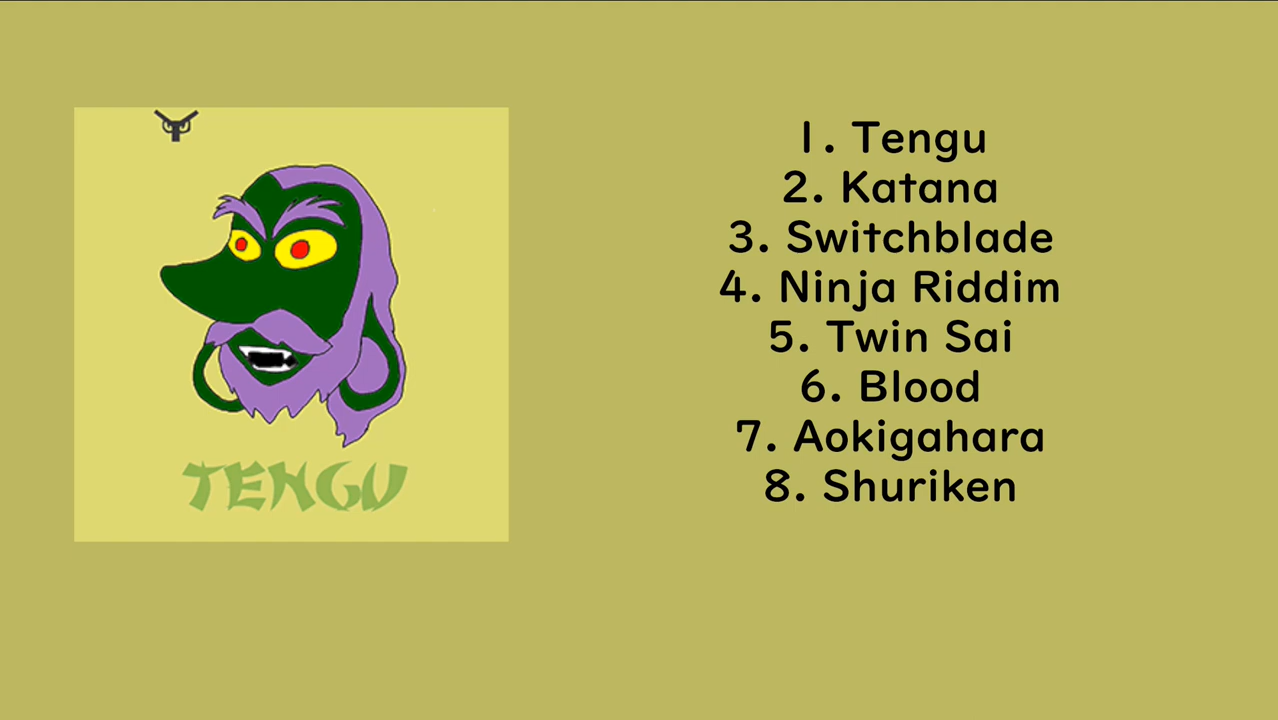 TENGU
1. Tengu
2. Katana
3. Switchblade
4. Ninja Riddim
5. Twin Sai
6. Blood
7. Aokigahara
8. Shuriken